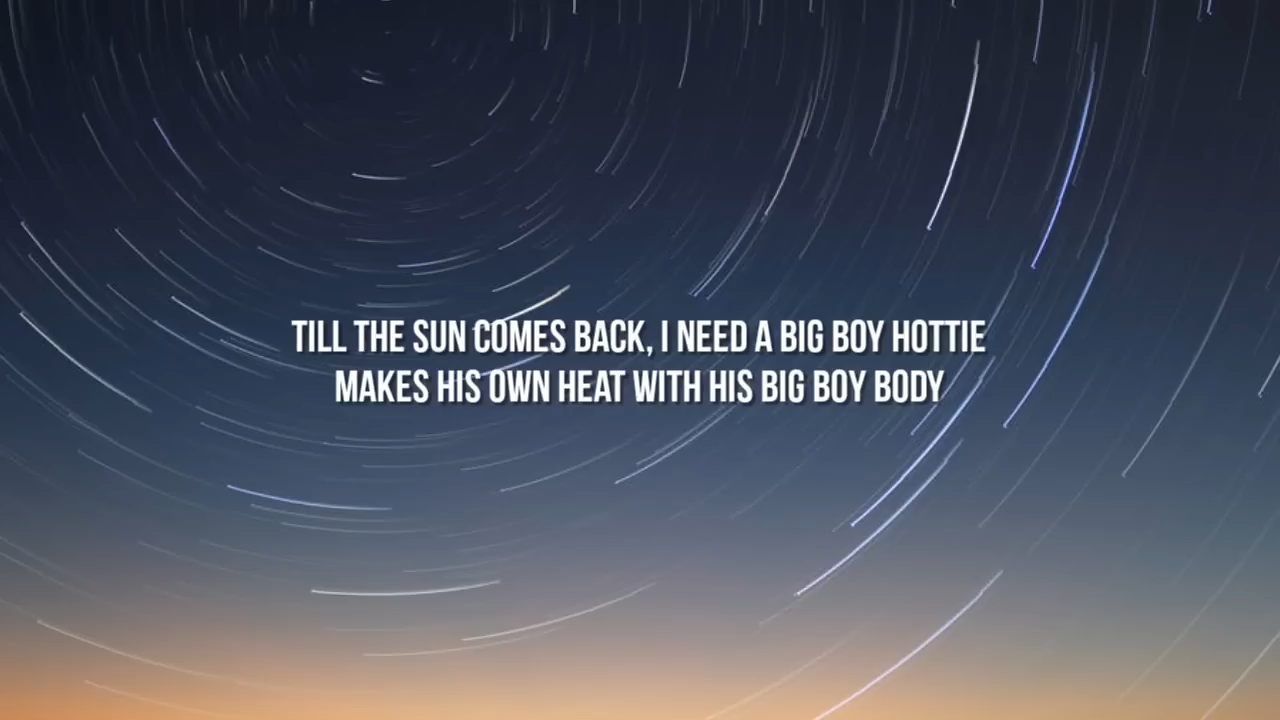 TILL THE SUN COMES BACK, I NEED A BIG BOY HOTTIE
MAKES HIS OWN HEAT WITH HIS BIG BOY BODY